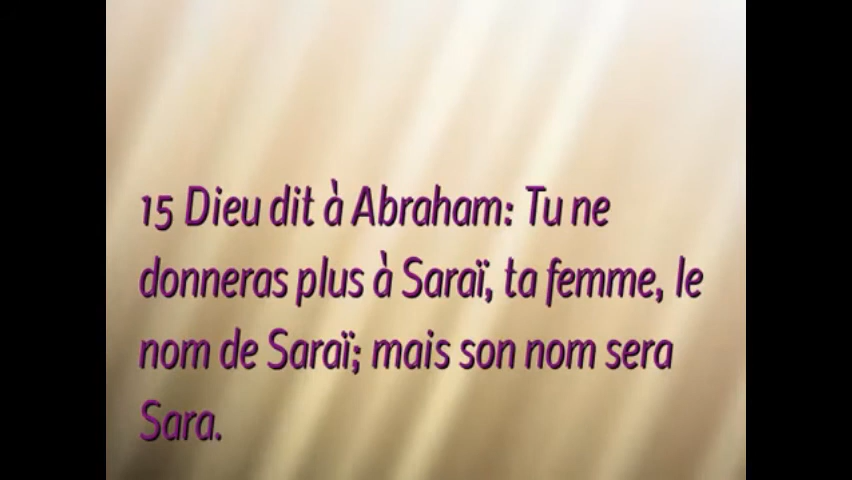 15 Dieu dit à Abraham: Tu ne
donneras plus à Saraï, ta femme, le
nom de Saraï; mais son nom sera
Sara.